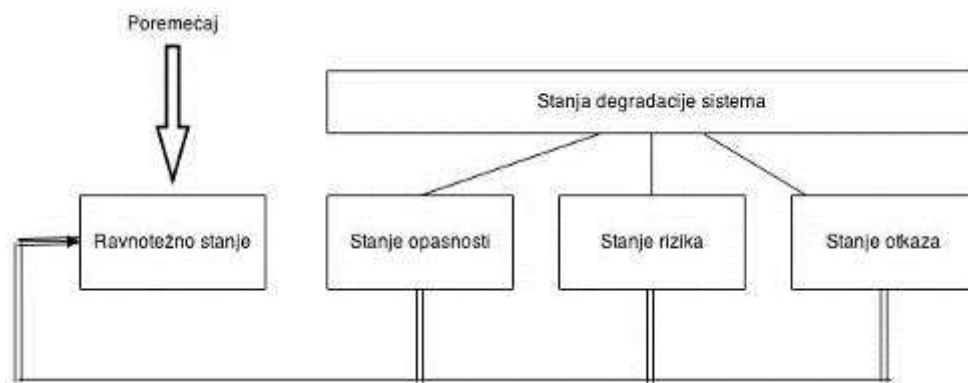 Poremećaj
Stanja degradacije sistema
Ravnotežno stanje
Stanje opasnosti
Stanje rizika
Stanje otkaza